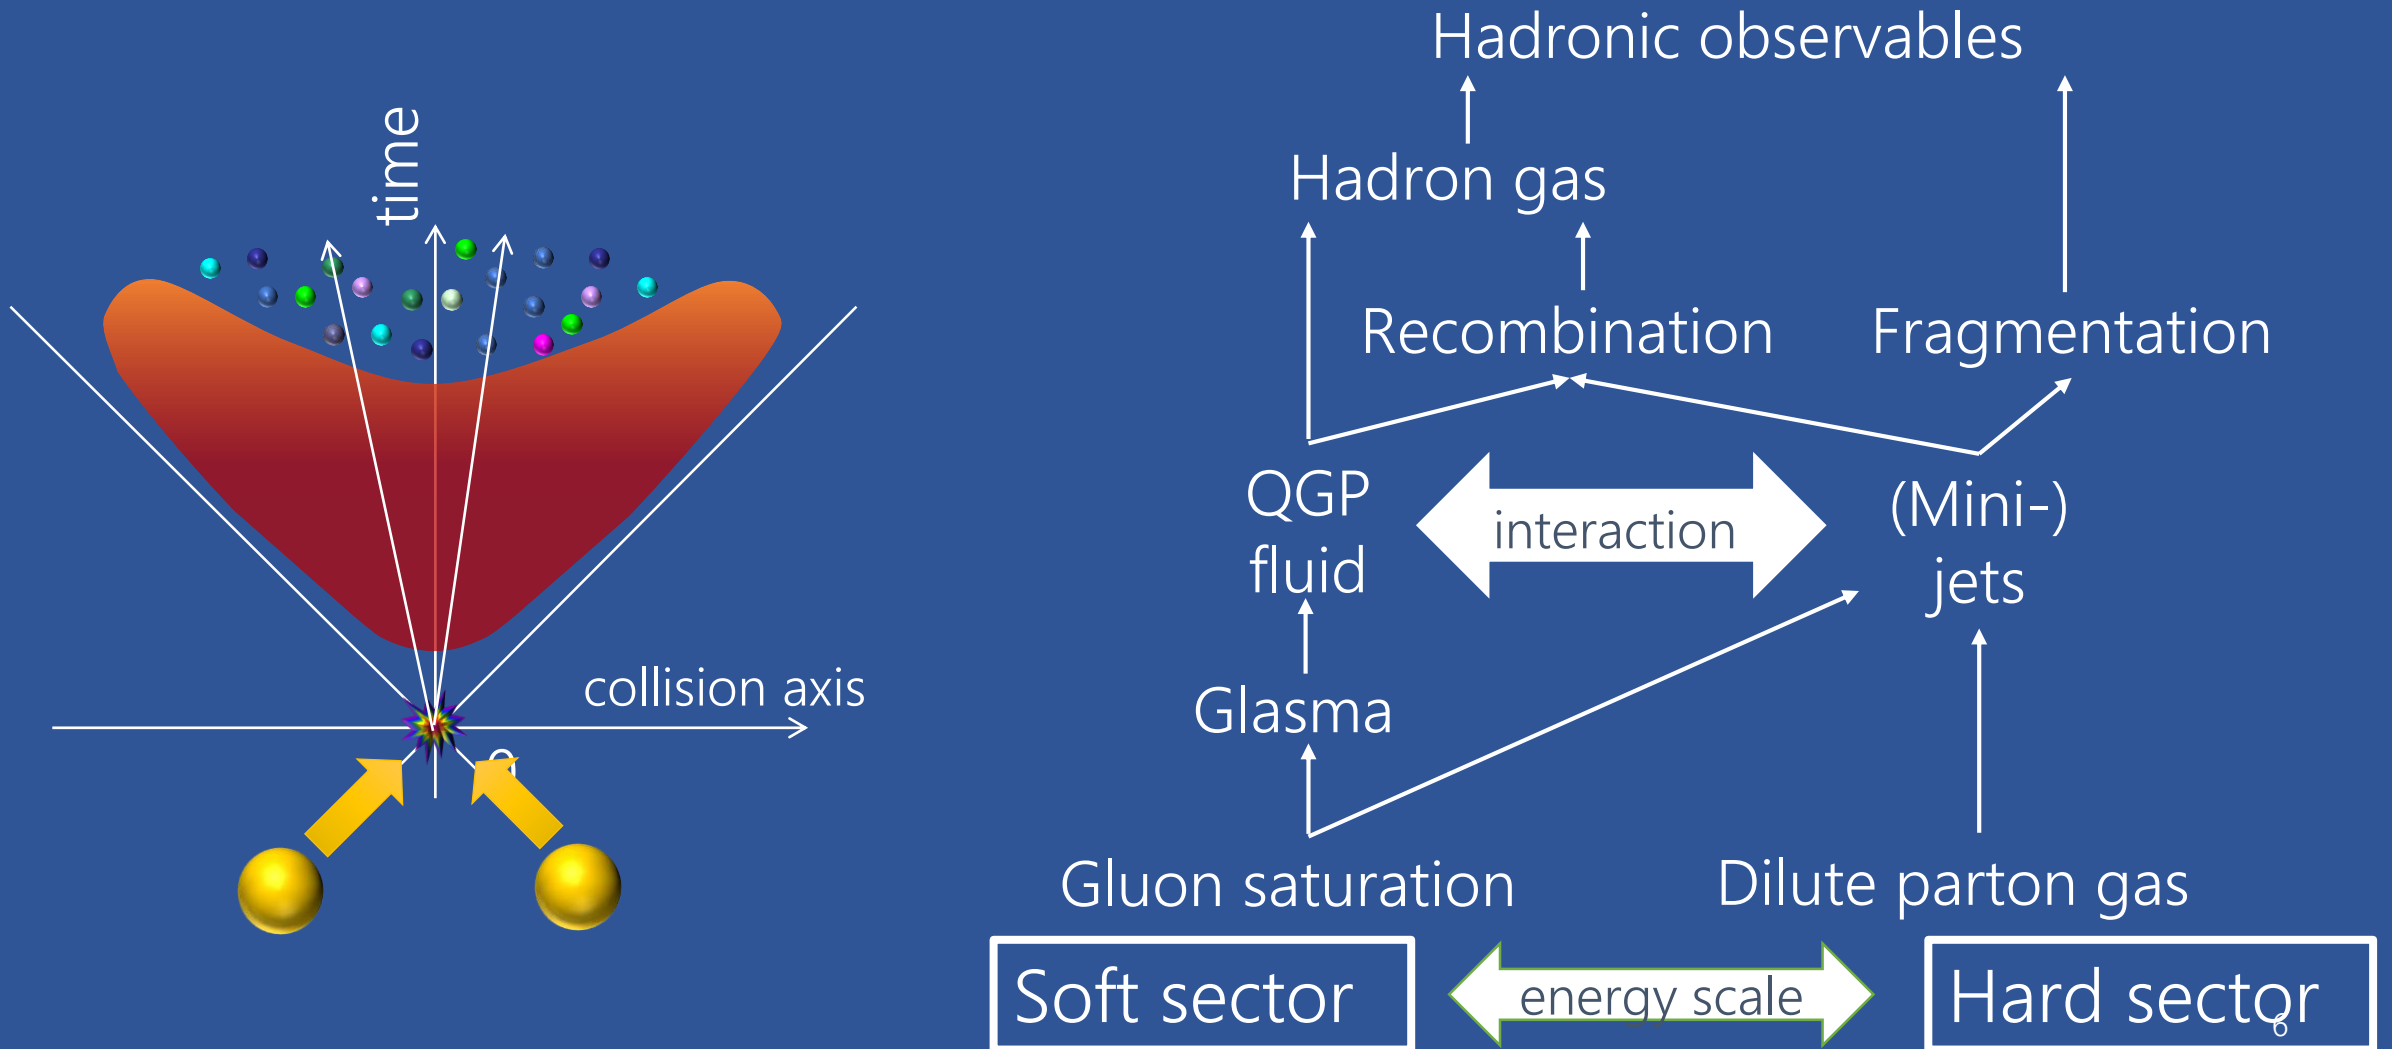 Hadronic observables
time
Hadron gas
Recombination
Fragmentation
QGP
fluid
interaction
(Mini-)
jets
collision axis
Glasma
0
Gluon saturation
Dilute parton gas
Soft sector
energy scale
Hard sector
6